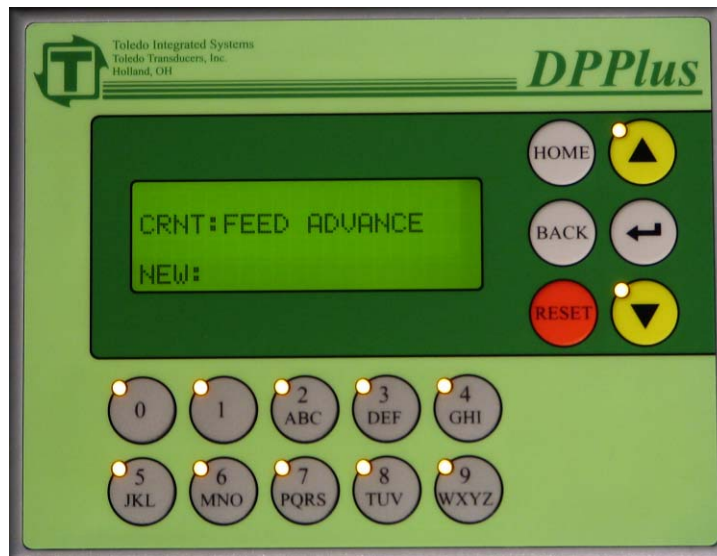 Toledo Integrated Systems
Toledo Transducers, Inc.
Holland, OH
T
DPPlus
HOME
CRNT:FEED ADVANCE
NEW:
BACK
RESET
0
1
2
ABC
3
DEF
4
GHI
5
JKL
6
MNO
7
PQRS
8
TUV
9
WXYZ